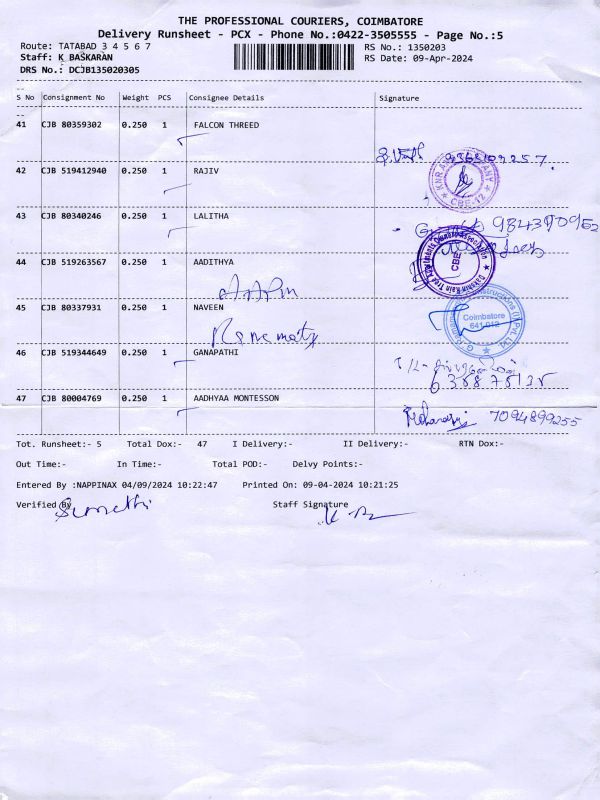 THE PROFESSIONAL COURIERS, COIMBATORE
Delivery Runsheet - PCX - Phone No.:0422-3505555 - Page No.:5
Route: TATABAD 3 4 5 6 7
RS No.: 1350203
Staff: K BASKARAN
RS Date: 09-Apr-2024
DRS No.: DCJB135020305
S No Consignment No Weight PCS Consignee Details Signature
41 CJB 80359302 0.250 1 FALCON THREED
42 CJB 519412940 0.250 1 RAJIV
CBE-12
43 CJB 80340246 0.250 1 LALITHA
44 CJB 519263567 0.250 1 AADITHYA
CBE
45 CJB 80337931 0.250 1 NAVEEN
Coimbatore
641 012
46 CJB 519344649 0.250 1 GANAPATHI
47 CJB 80004769 0.250 1 AADHYAA MONTESSON
7094899255
Tot. Runsheet:- 5 Total Dox:- 47 I Delivery:- II Delivery:- RTN Dox:-
Out Time:- In Time:- Total POD:- Delvy Points:-
Entered By :NAPPINAX 04/09/2024 10:22:47 Printed On: 09-04-2024 10:21:25
Verified By Staff Signature